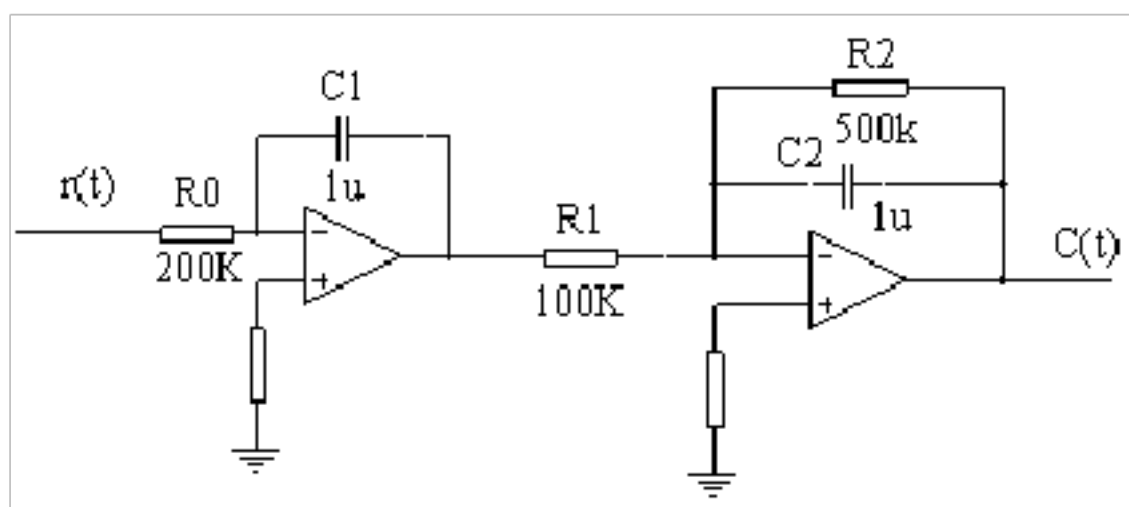 R2
C1
500k
C2
r(t)
R0
1u
R1
1u
C(t)
200K
−
+
100K
−
+